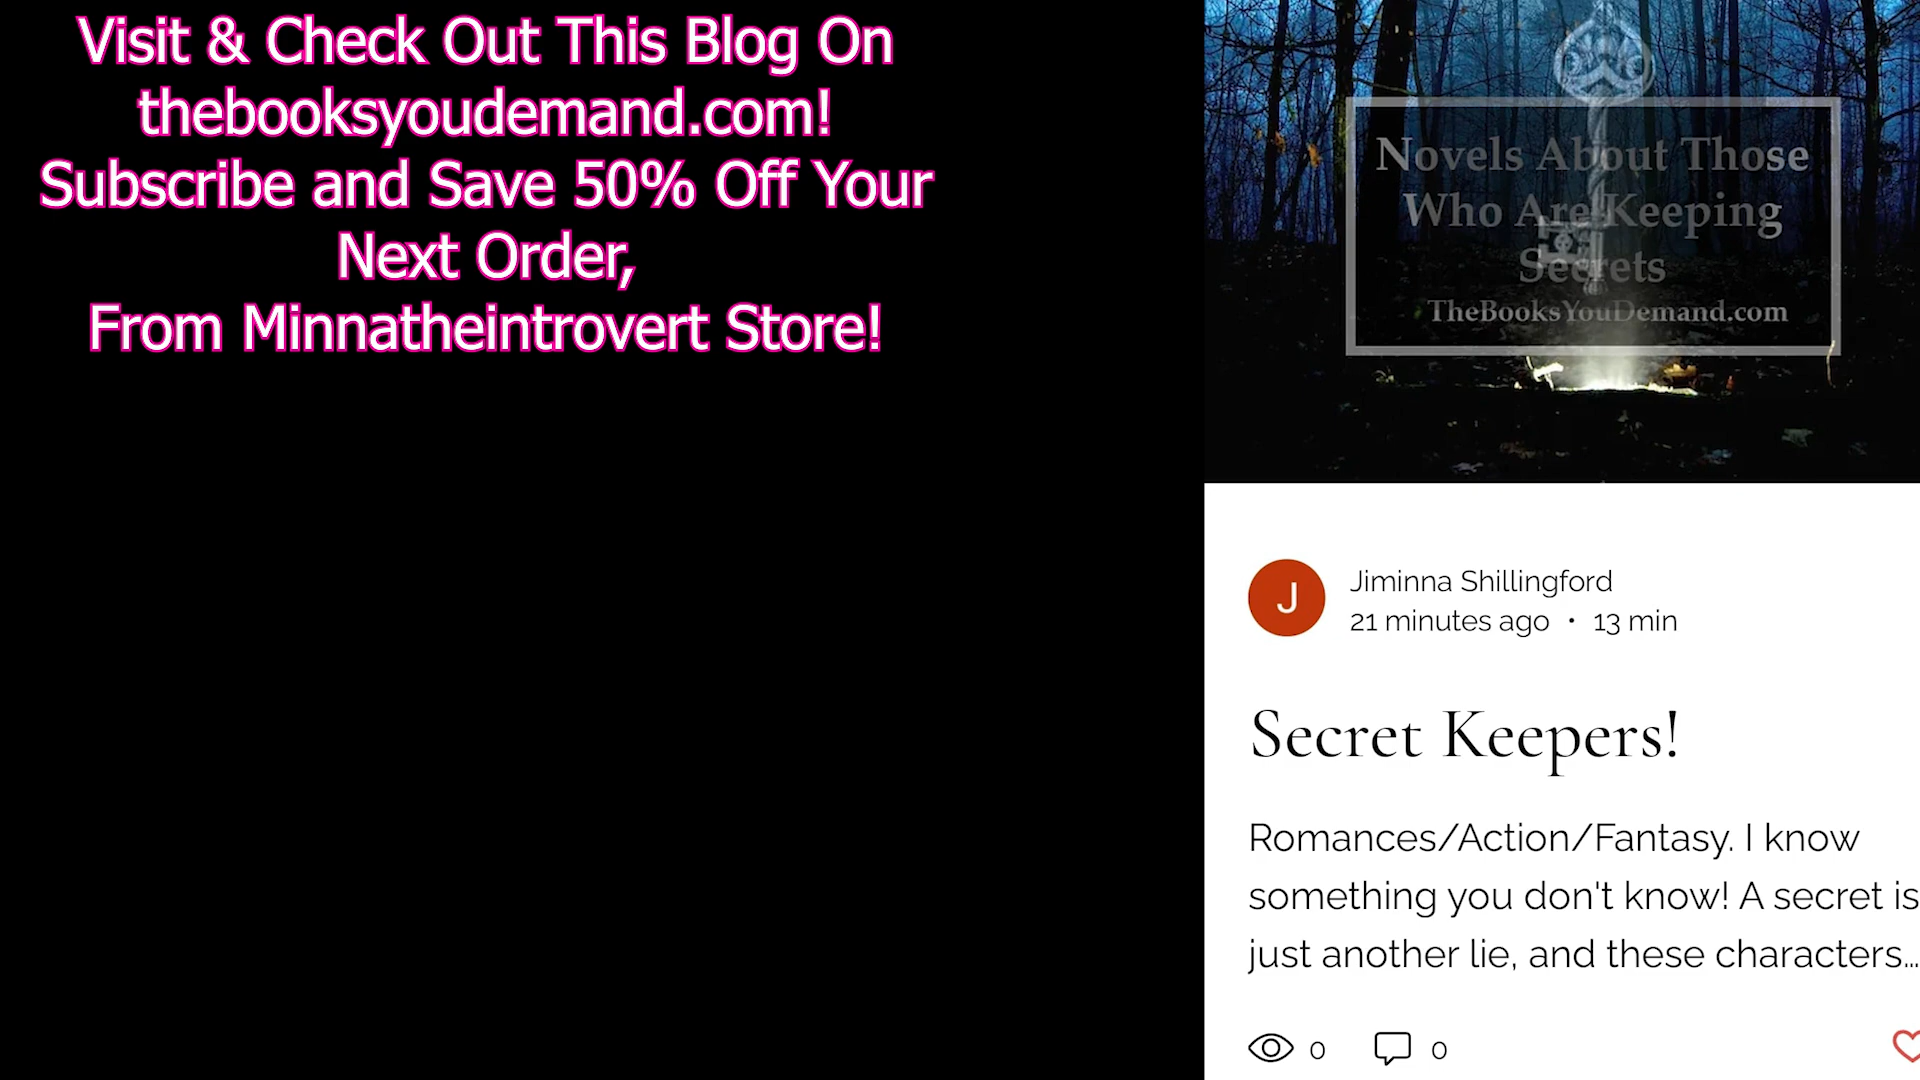 Visit & Check Out This Blog On
thebooksyoudemand.com!
Subscribe and Save 50% Off Your
Next Order,
From Minnatheintrovert Store!
Novels About Those
Who Are Keeping
Secrets
TheBooksYouDemand.com
J
Jiminna Shillingford
21 minutes ago · 13 min
Secret Keepers!
Romances/Action/Fantasy. I know
something you don't know! A secret is
just another lie, and these characters...
0 0